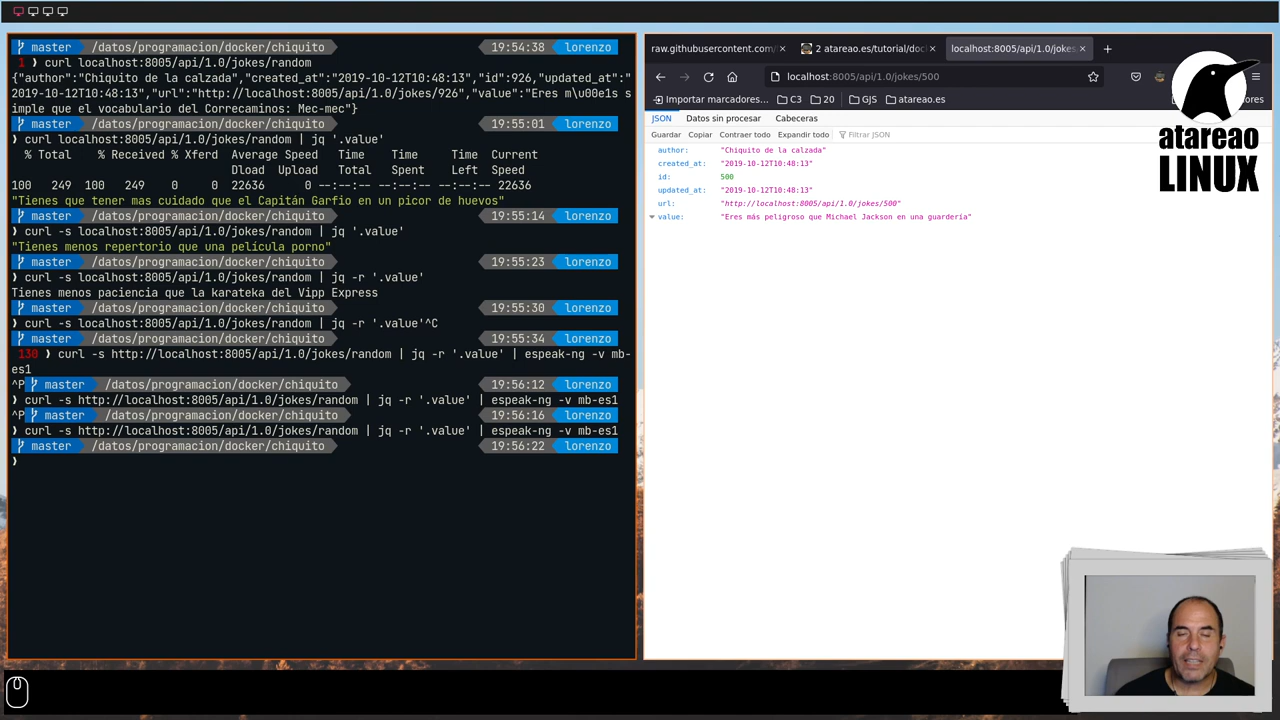 master /datos/programacion/docker/chiquito 19:54:38 lorenzo
1 ❯ curl localhost:8005/api/1.0/jokes/random
{"author":"Chiquito de la calzada","created_at":"2019-10-12T10:48:13","id":926,"updated_at":"
2019-10-12T10:48:13","url":"http://localhost:8005/api/1.0/jokes/926","value":"Eres m\u00e1s s
imple que el vocabulario del Correcaminos: Mec-mec"}
master /datos/programacion/docker/chiquito 19:55:01 lorenzo
❯ curl localhost:8005/api/1.0/jokes/random | jq '.value'
% Total % Received % Xferd Average Speed Time Time Time Current
Dload Upload Total Spent Left Speed
100 249 100 249 0 0 22636 0 --:--:-- --:--:-- --:--:-- 22636
"Tienes que tener mas cuidado que el Capitán Garfio en un picor de huevos"
master /datos/programacion/docker/chiquito 19:55:14 lorenzo
❯ curl -s localhost:8005/api/1.0/jokes/random | jq '.value'
"Tienes menos repertorio que una película porno"
master /datos/programacion/docker/chiquito 19:55:23 lorenzo
❯ curl -s localhost:8005/api/1.0/jokes/random | jq -r '.value'
Tienes menos paciencia que la karateka del Vipp Express
master /datos/programacion/docker/chiquito 19:55:30 lorenzo
❯ curl -s localhost:8005/api/1.0/jokes/random | jq -r '.value'^C
master /datos/programacion/docker/chiquito 19:55:34 lorenzo
130 ❯ curl -s http://localhost:8005/api/1.0/jokes/random | jq -r '.value' | espeak-ng -v mb-
es1
^P master /datos/programacion/docker/chiquito 19:56:12 lorenzo
❯ curl -s http://localhost:8005/api/1.0/jokes/random | jq -r '.value' | espeak-ng -v mb-es1
^P master /datos/programacion/docker/chiquito 19:56:16 lorenzo
❯ curl -s http://localhost:8005/api/1.0/jokes/random | jq -r '.value' | espeak-ng -v mb-es1
master /datos/programacion/docker/chiquito 19:56:22 lorenzo
❯
raw.githubusercontent.com/ 2 atareao.es/tutorial/doc localhost:8005/api/1.0/jokes/
localhost:8005/api/1.0/jokes/500
Importar marcadores... C3 20 GJS atareao.es ores
JSON Datos sin procesar Cabeceras
Guardar Copiar Contraer todo Expandir todo Filtrar JSON
author: "Chiquito de la calzada"
created_at: "2019-10-12T10:48:13"
id: 500
updated_at: "2019-10-12T10:48:13"
url: "http://localhost:8005/api/1.0/jokes/500"
value: "Eres más peligroso que Michael Jackson en una guardería"
atareao
LINUX